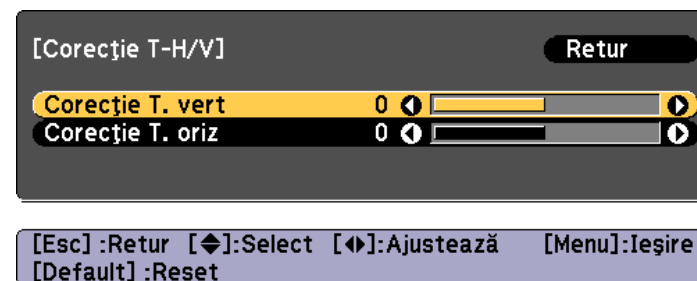 [Corecţie T-H/V] Retur
Corecţie T. vert 0
Corecţie T. oriz 0
[Esc] :Retur [◆]:Select [◀▶]:Ajustează [Menu]:Ieşire
[Default] :Reset